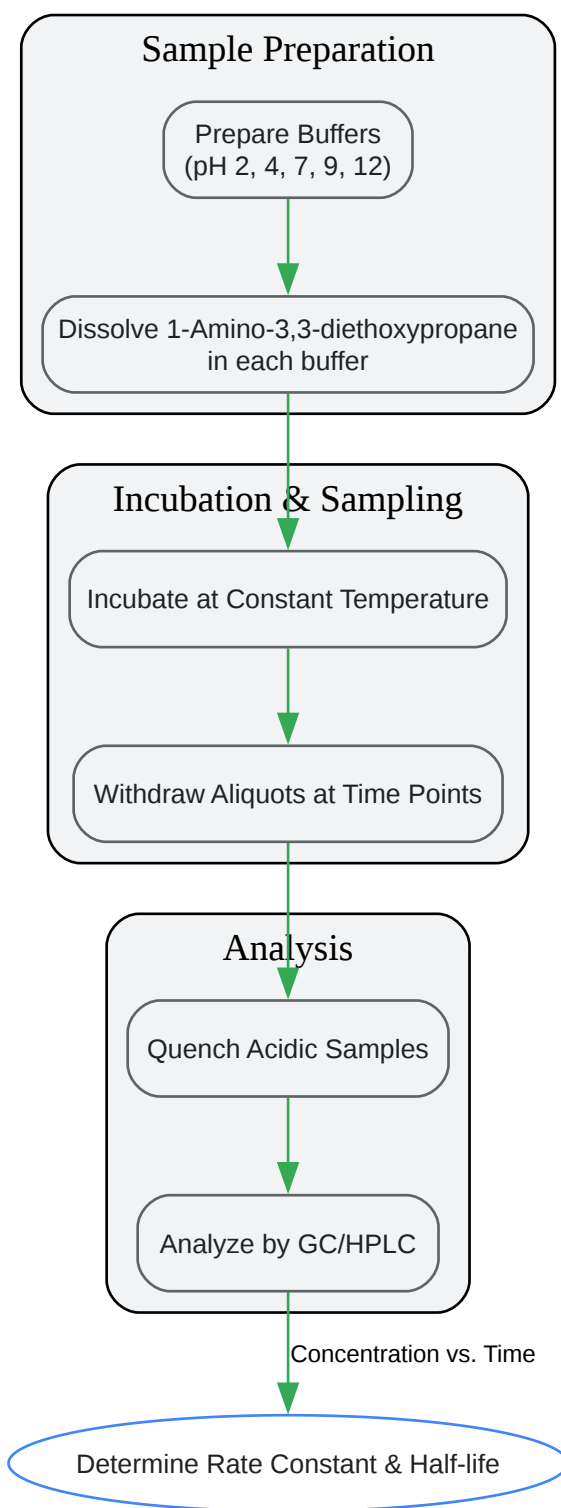 Sample Preparation
Prepare Buffers
(pH 2, 4, 7, 9, 12)
Dissolve 1-Amino-3,3-diethoxypropane
in each buffer
Incubation & Sampling
Incubate at Constant Temperature
Withdraw Aliquots at Time Points
Analysis
Quench Acidic Samples
Analyze by GC/HPLC
Concentration vs. Time
Determine Rate Constant & Half-life